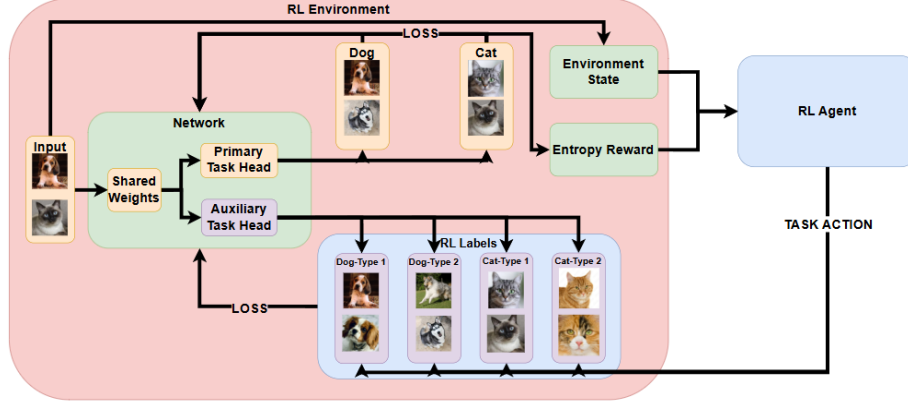 RL Environment
LOSS
Dog
Cat
Environment
State
RL Agent
Network
Input
Primary
Task Head
Entropy Reward
Shared
Weights
Auxiliary
Task Head
TASK ACTION
RL Labels
Dog-Type 1
Dog-Type 2
Cat-Type 1
Cat-Type 2
LOSS